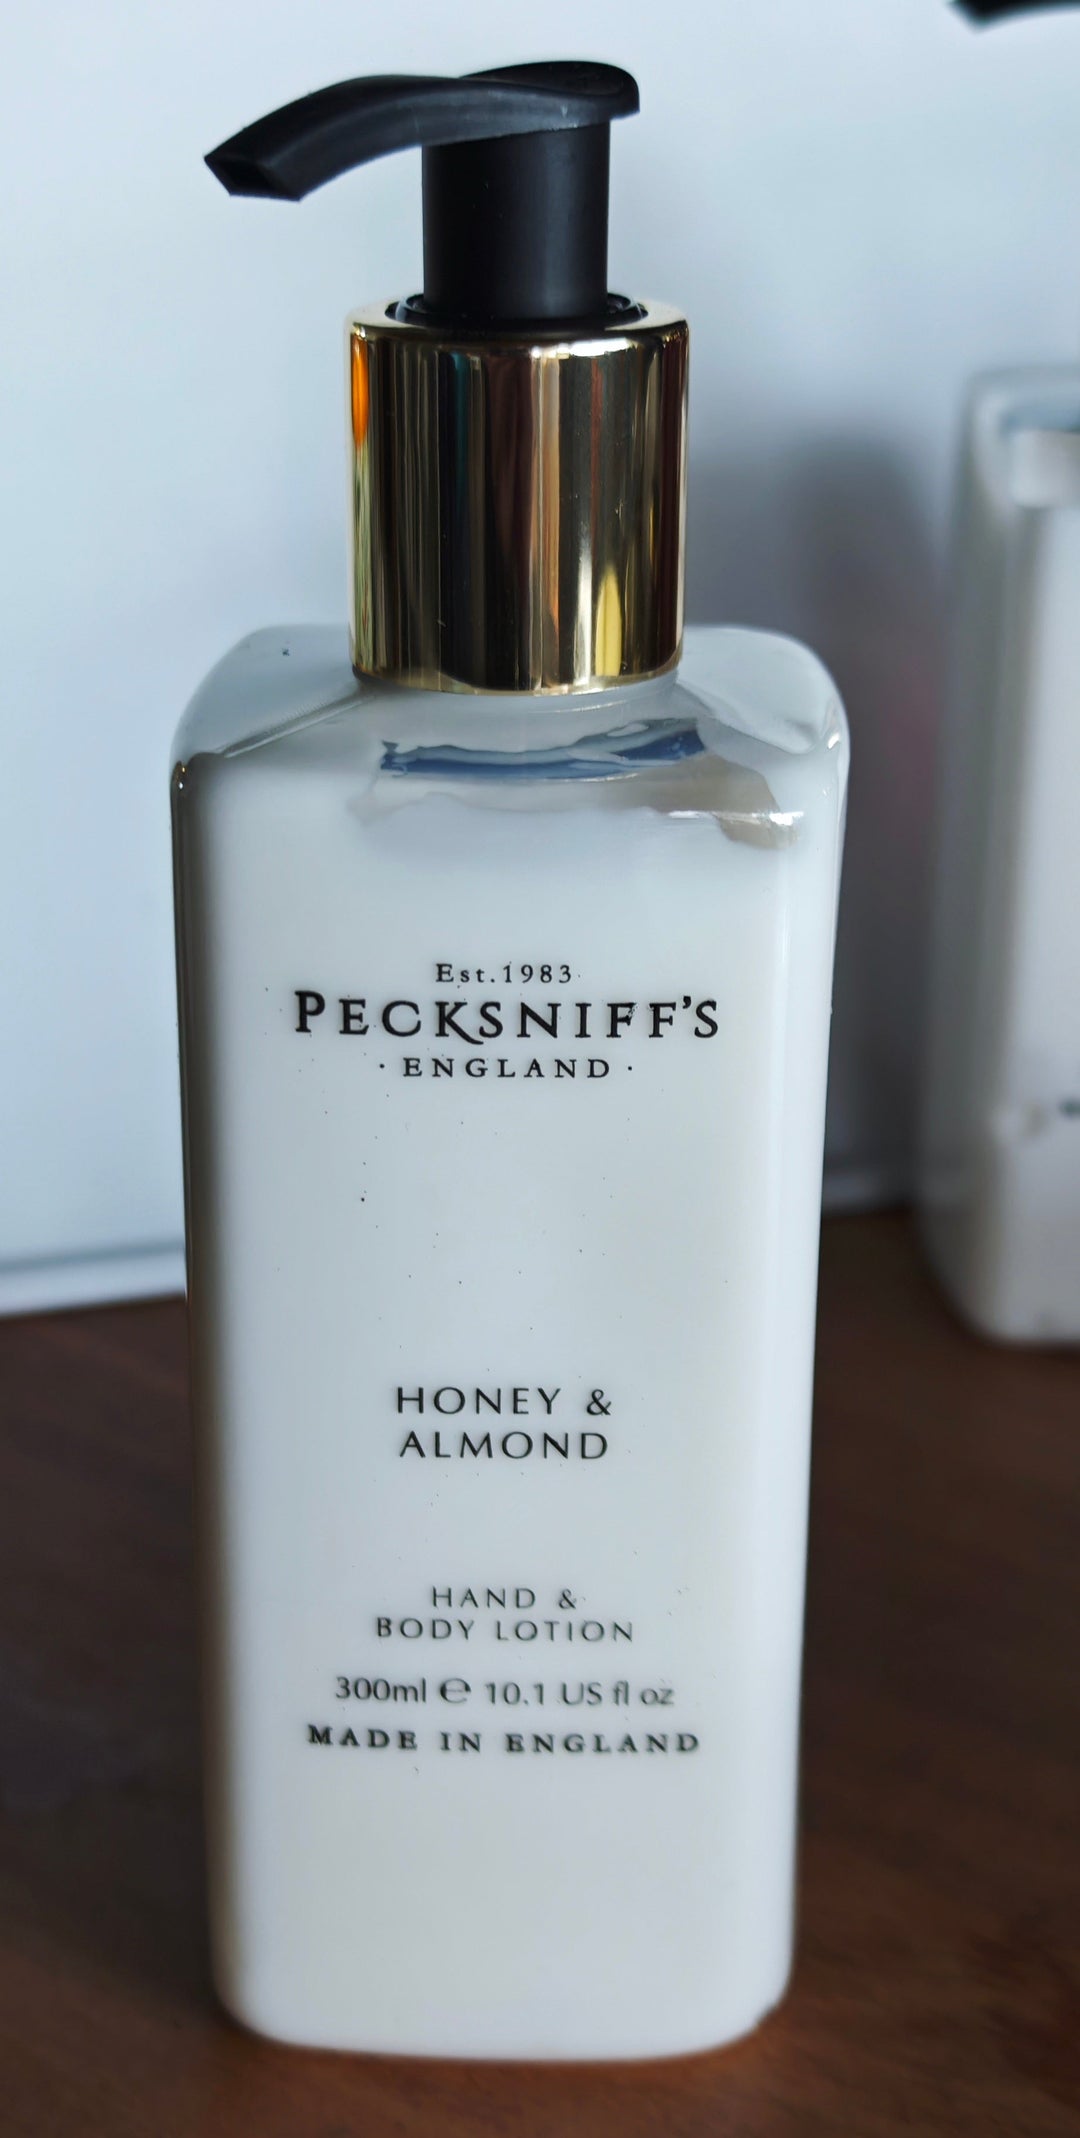 Est.1983
PECKSNIFF'S
· ENGLAND ·
HONEY &
ALMOND
HAND &
BODY LOTION
300ml ℮ 10.1 US fl oz
MADE IN ENGLAND